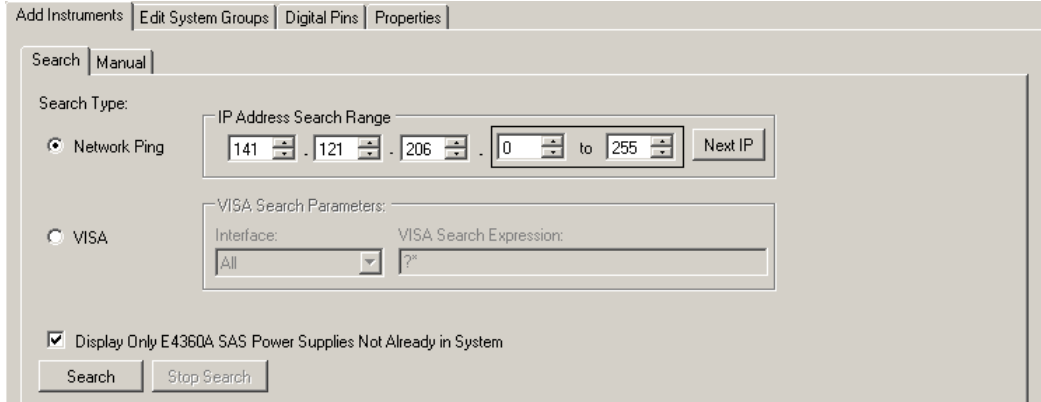 Add Instruments Edit System Groups Digital Pins Properties
Search Manual
Search Type:
IP Address Search Range
Network Ping 141 . 121 . 206 . 0 to 255 Next IP
VISA Search Parameters:
VISA Interface: VISA Search Expression:
All ?*
Display Only E4360A SAS Power Supplies Not Already in System
Search Stop Search